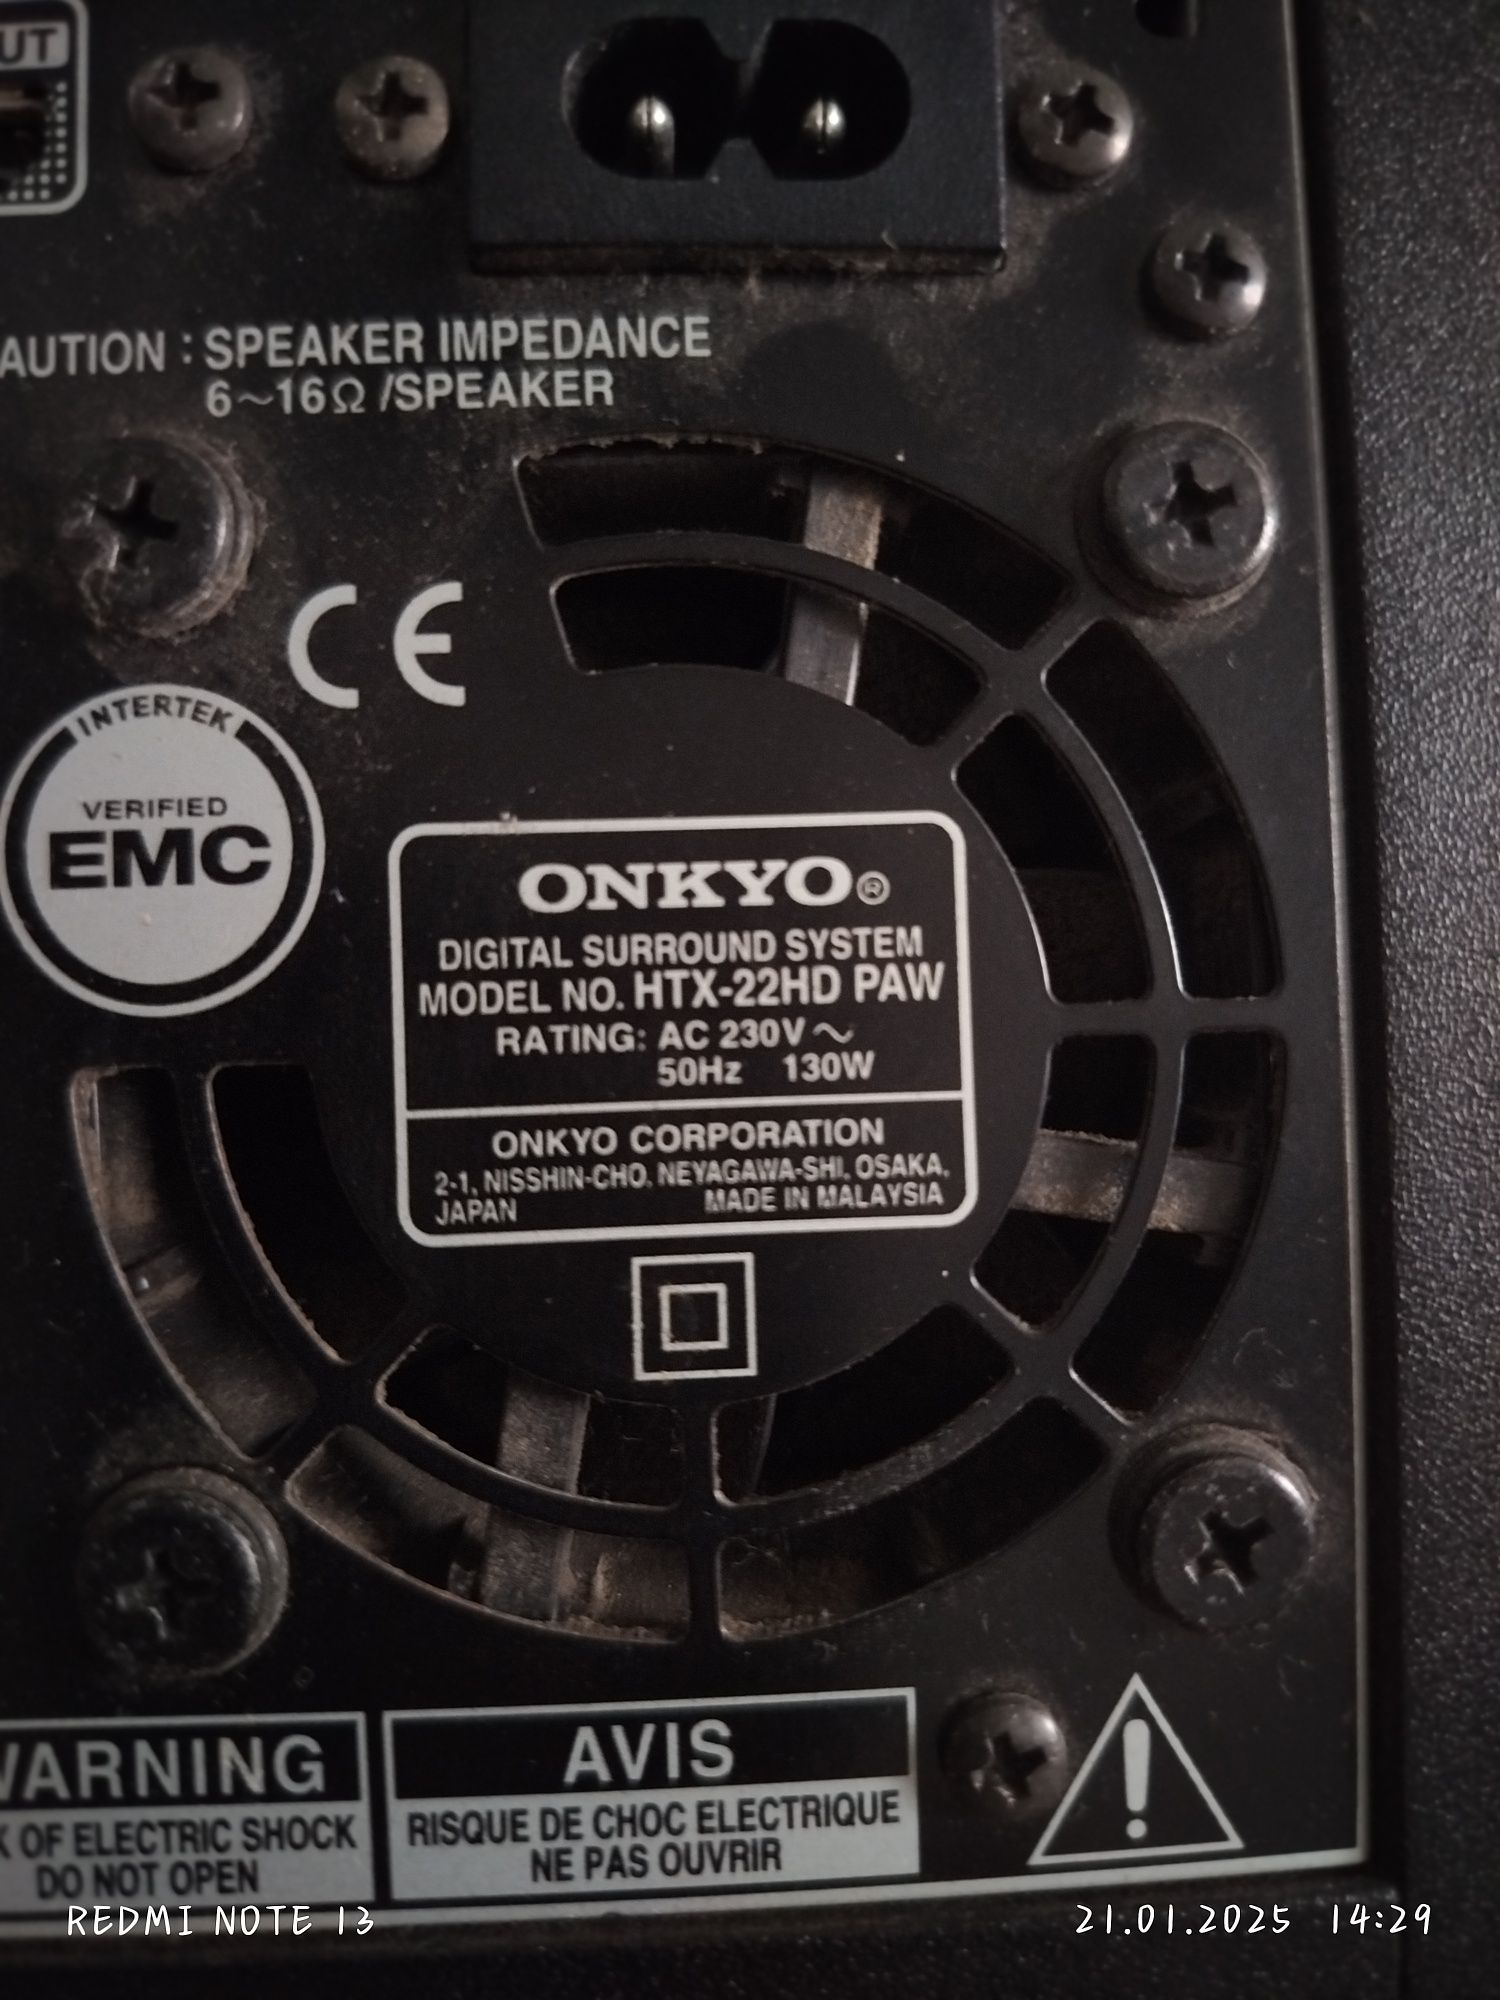 UT
AUTION : SPEAKER IMPEDANCE
6~16Ω /SPEAKER
CE
INTERTEK
VERIFIED
EMC
ONKYO®
DIGITAL SURROUND SYSTEM
MODEL NO. HTX-22HD PAW
RATING: AC 230V ~
50Hz 130W
ONKYO CORPORATION
2-1, NISSHIN-CHO, NEYAGAWA-SHI, OSAKA,
JAPAN MADE IN MALAYSIA
WARNING
K OF ELECTRIC SHOCK
DO NOT OPEN
AVIS
RISQUE DE CHOC ELECTRIQUE
NE PAS OUVRIR
REDMI NOTE 13
21.01.2025 14:29